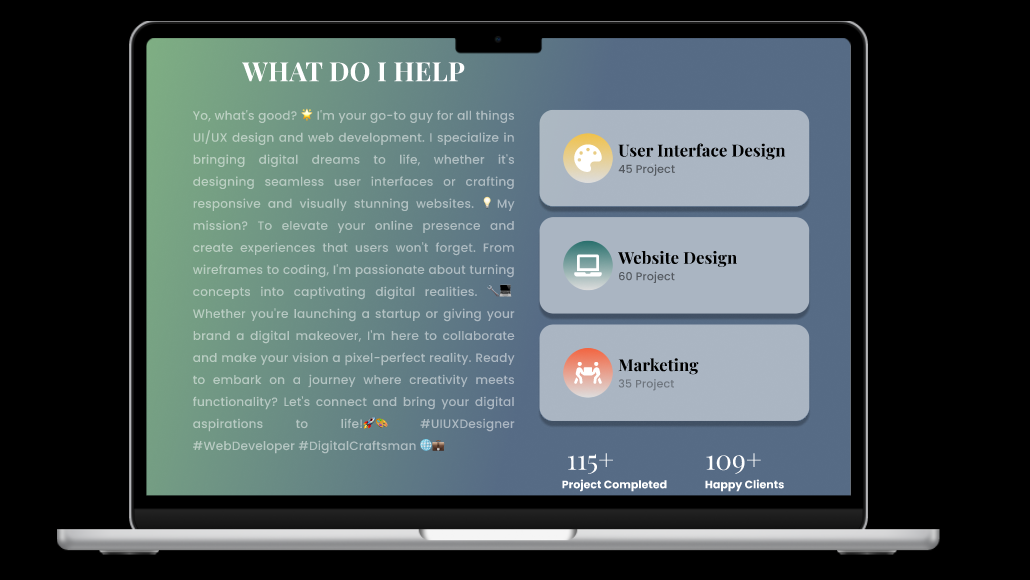 WHAT DO I HELP
Yo, what's good? 🌟 I'm your go-to guy for all things
UI/UX design and web development. I specialize in
bringing digital dreams to life, whether it's
designing seamless user interfaces or crafting
responsive and visually stunning websites. 💡 My
mission? To elevate your online presence and
create experiences that users won't forget. From
wireframes to coding, I'm passionate about turning
concepts into captivating digital realities. 🔧💻
Whether you're launching a startup or giving your
brand a digital makeover, I'm here to collaborate
and make your vision a pixel-perfect reality. Ready
to embark on a journey where creativity meets
functionality? Let's connect and bring your digital
aspirations to life!🚀🎨 #UIUXDesigner
#WebDeveloper #DigitalCraftsman 🌐💼
User Interface Design
45 Project
Website Design
60 Project
Marketing
35 Project
115+
Project Completed
109+
Happy Clients